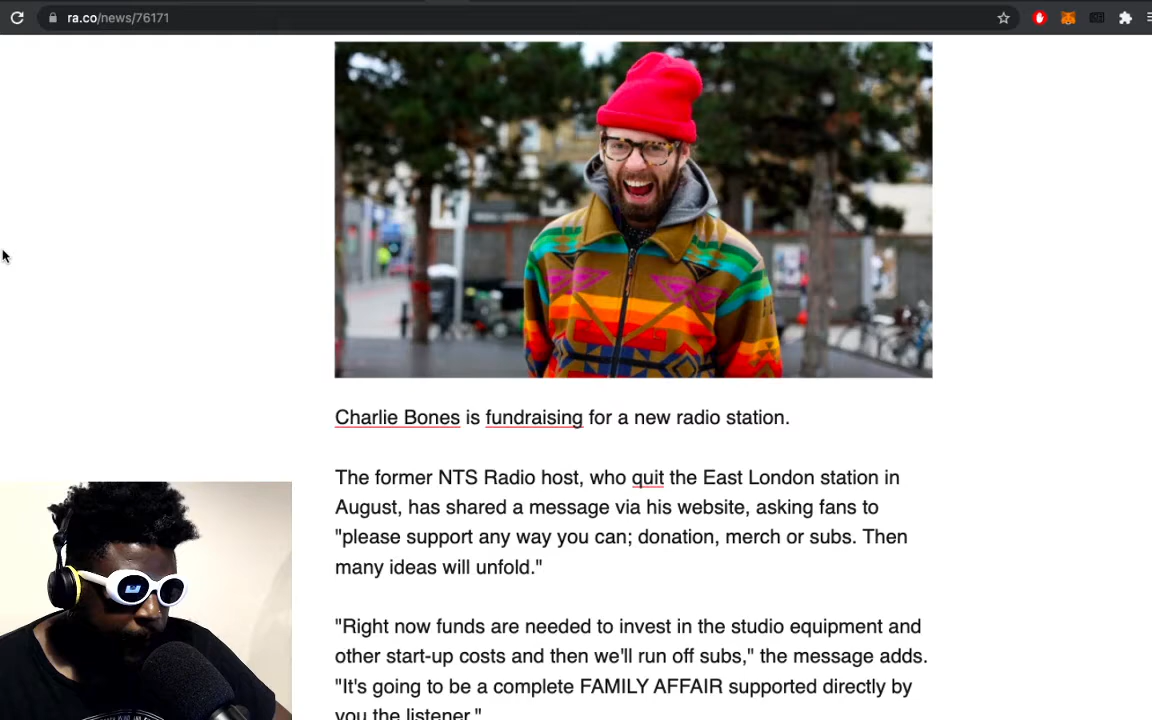 ra.co/news/76171
Charlie Bones is fundraising for a new radio station.
The former NTS Radio host, who quit the East London station in
August, has shared a message via his website, asking fans to
"please support any way you can; donation, merch or subs. Then
many ideas will unfold."
"Right now funds are needed to invest in the studio equipment and
other start-up costs and then we'll run off subs," the message adds.
"It's going to be a complete FAMILY AFFAIR supported directly by
you the listener."